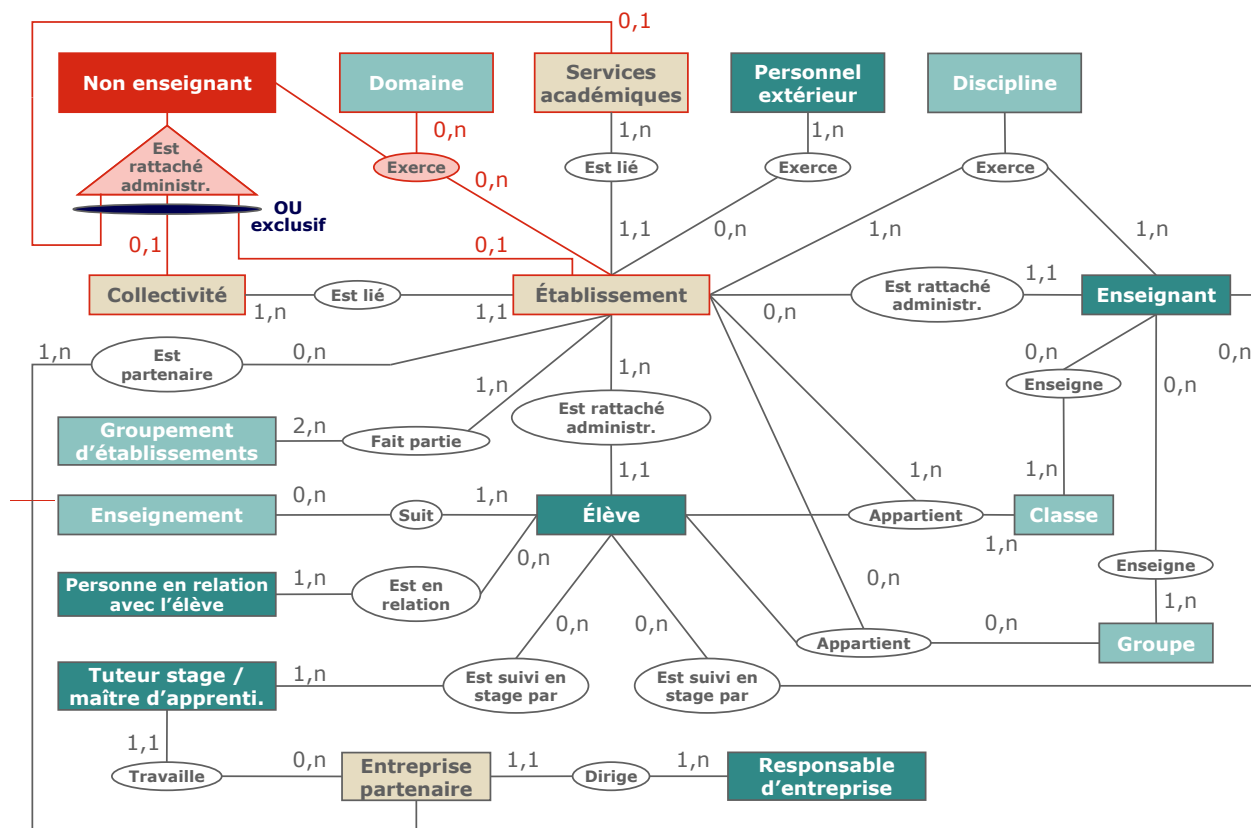 0,1
Non enseignant
Domaine
Services
académiques
Personnel
extérieur
Discipline
0,n
1,n
1,n
Est
rattaché
administr.
Exerce
Est lié
Exerce
Exerce
0,n
OU
exclusif
0,1
0,1
1,1
0,n
1,n
1,n
Collectivité
Est lié
Établissement
Est rattaché
administr.
1,1
Enseignant
1,n
1,1
0,n
1,n
Est
partenaire
0,n
1,n
1,n
0,n
0,n
0,n
Enseigne
Groupement
d’établissements
2,n
Fait partie
Est rattaché
administr.
1,1
1,n
1,n
Enseignement
0,n
Suit
1,n
Élève
Appartient
Classe
1,n
0,n
Personne en relation
avec l’élève
1,n
Est en
relation
0,n
Enseigne
1,n
0,n
0,n
Appartient
0,n
Groupe
Tuteur stage /
maître d’apprenti.
1,n
Est suivi en
stage par
Est suivi en
stage par
1,1
Travaille
0,n
Entreprise
partenaire
1,1
Dirige
1,n
Responsable
d’entreprise